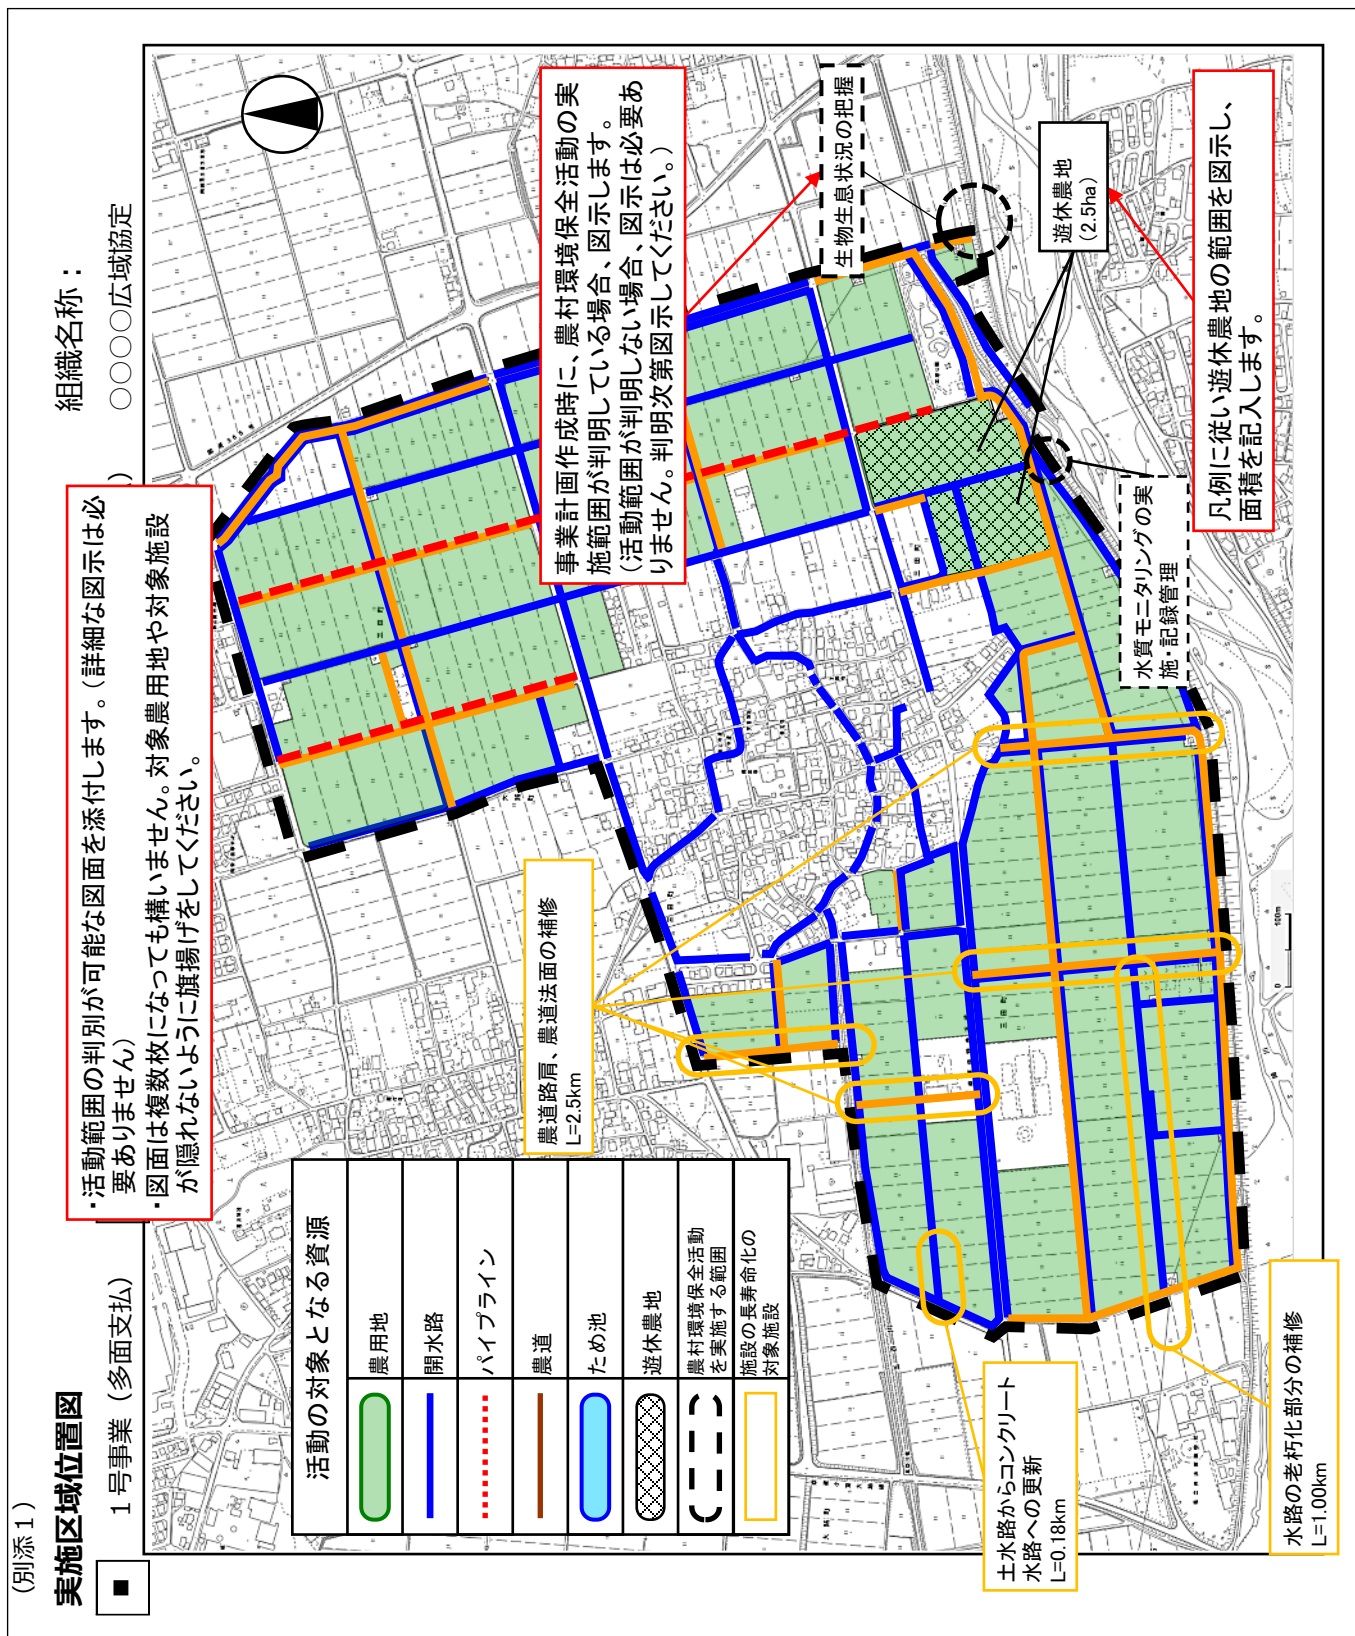 (別添１)
実施区域位置図
■
１号事業（多面支払）
)
組織名称：
○○○○広域協定
・活動範囲の判別が可能な図面を添付します。（詳細な図示は必
要ありません）
・図面は複数枚になっても構いません。対象農用地や対象施設
が隠れないように旗揚げをしてください。
事業計画作成時に、農村環境保全活動の実
施範囲が判明している場合、図示します。
（活動範囲が判明しない場合、図示は必要あ
りません。判明次第図示してください。）
生物生息状況の把握
遊休農地
(2.5ha)
凡例に従い遊休農地の範囲を図示し、
面積を記入します。
水質モニタリングの実
施・記録管理
農道路肩、農道法面の補修
L=2.5km
活動の対象となる資源
農用地
開水路
パイプライン
農道
ため池
遊休農地
農村環境保全活動
を実施する範囲
施設の長寿命化の
対象施設
土水路からコンクリート
水路への更新
L=0.18km
水路の老朽化部分の補修
L=1.00km
0 100m